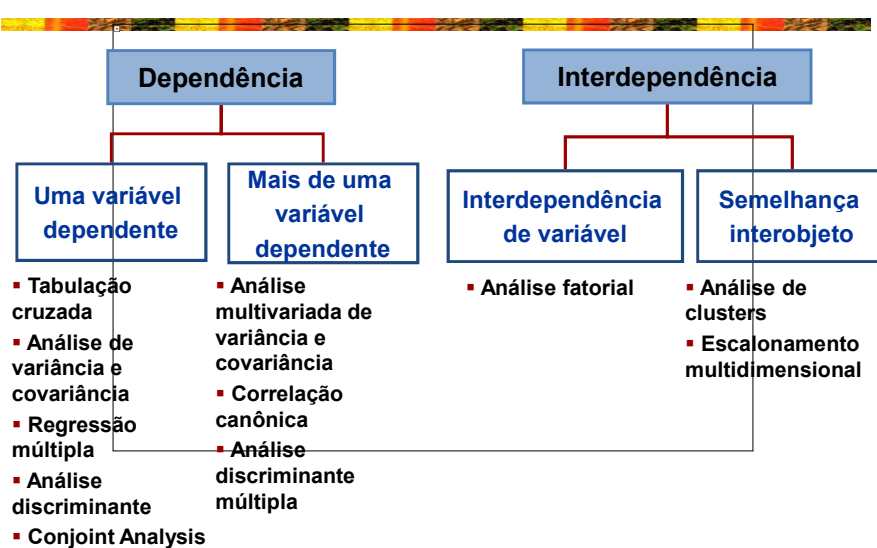 Dependência
Interdependência
Uma variável
dependente
Mais de uma
variável
dependente
Interdependência
de variável
Semelhança
interobjeto
▪ Tabulação
cruzada
▪ Análise de
variância e
covariância
▪ Regressão
múltipla
▪ Análise
discriminante
▪ Conjoint Analysis
▪ Análise
multivariada de
variância e
covariância
▪ Correlação
canônica
▪ Análise
discriminante
múltipla
▪ Análise fatorial
▪ Análise de
clusters
▪ Escalonamento
multidimensional